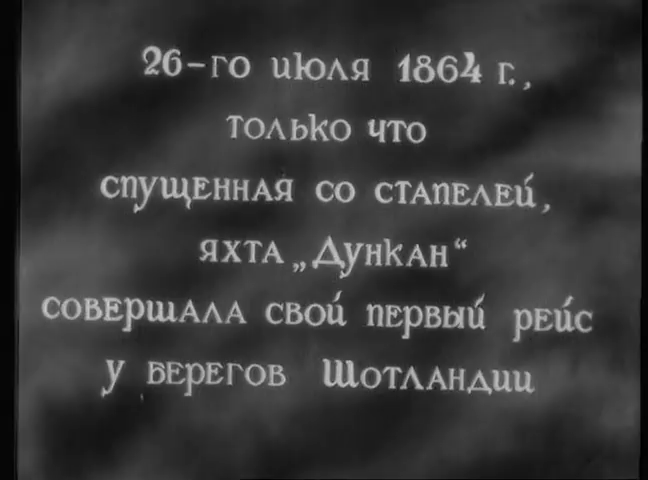 26-го июля 1864 г.,
только что
спущенная со стапелей,
яхта „Дункан“
совершала свой первый рейс
у берегов Шотландии